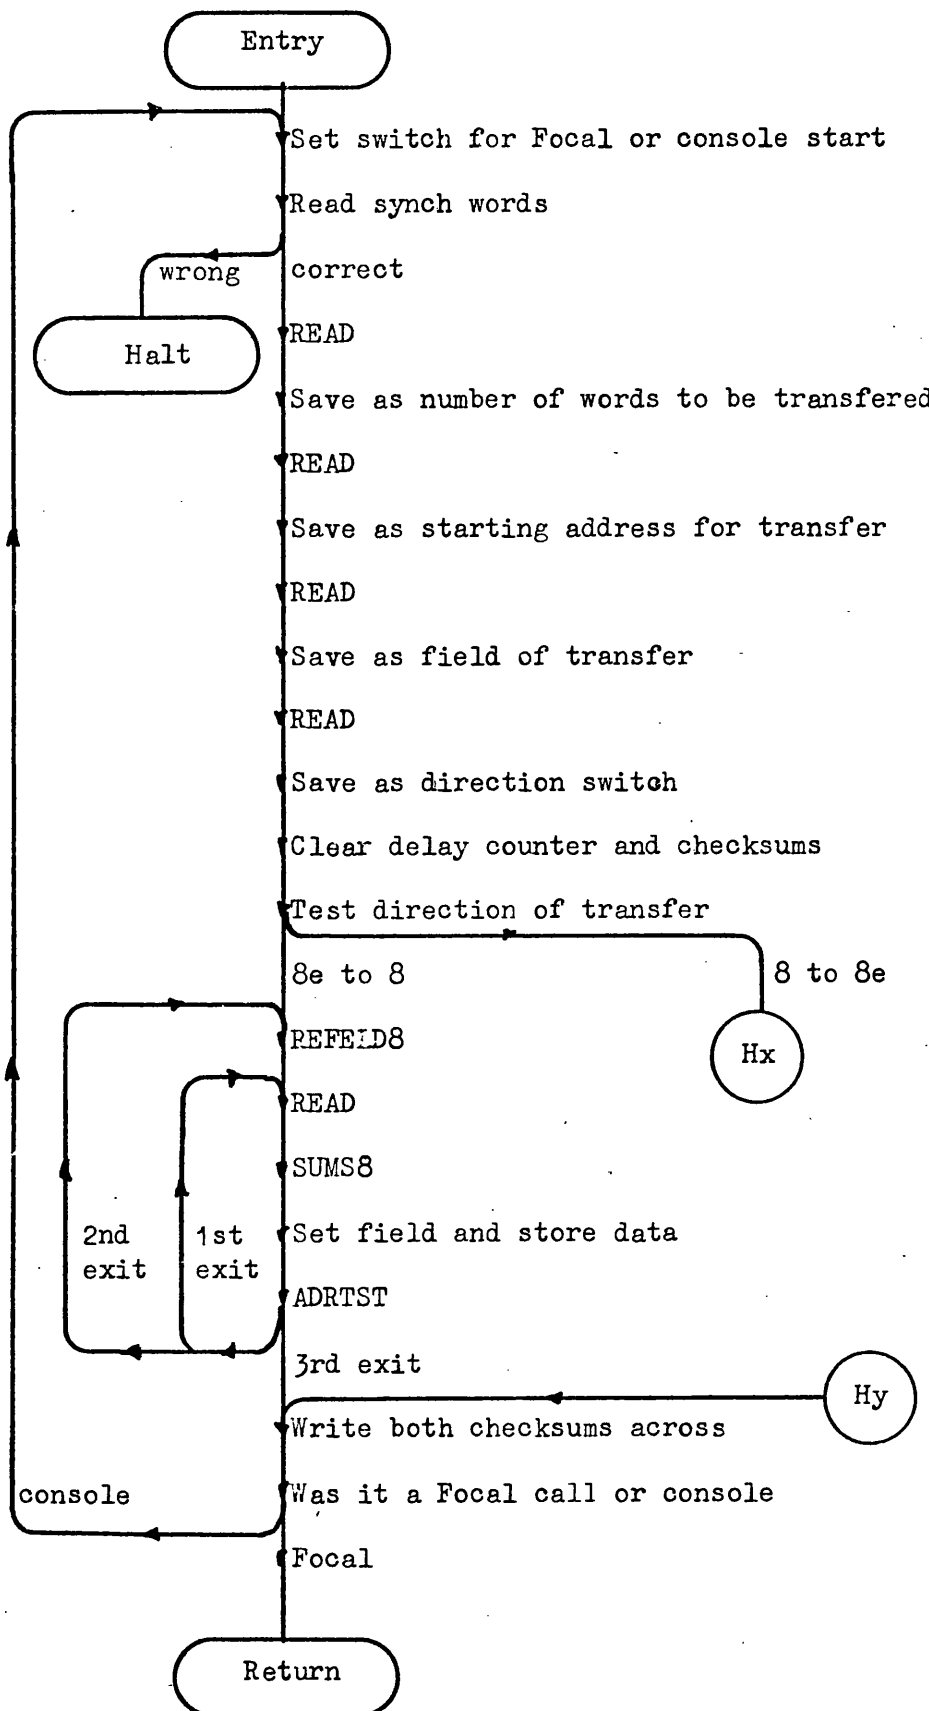 Entry
Set switch for Focal or console start
Read synch words
wrong
correct
Halt
READ
Save as number of words to be transfered
READ
Save as starting address for transfer
READ
Save as field of transfer
READ
Save as direction switch
Clear delay counter and checksums
Test direction of transfer
8e to 8
8 to 8e
REFEID8
Hx
READ
SUMS8
2nd
exit
1st
exit
Set field and store data
ADRTST
3rd exit
Hy
Write both checksums across
console
Was it a Focal call or console
Focal
Return